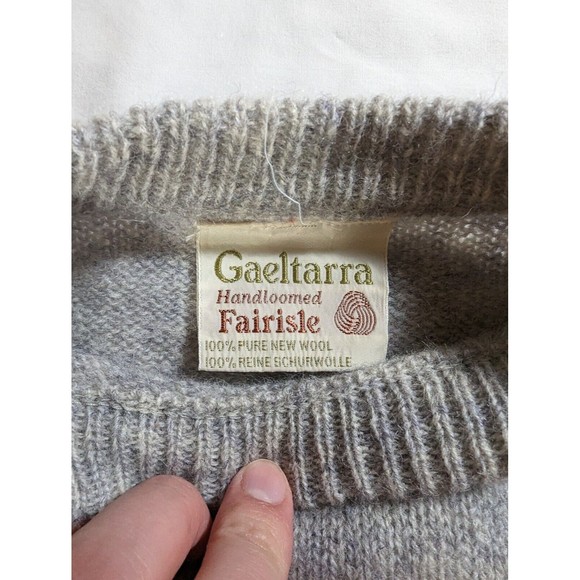 Gaeltarra
Handloomed
Fairisle
100% PURE NEW WOOL
100% REINE SCHURWOLLE